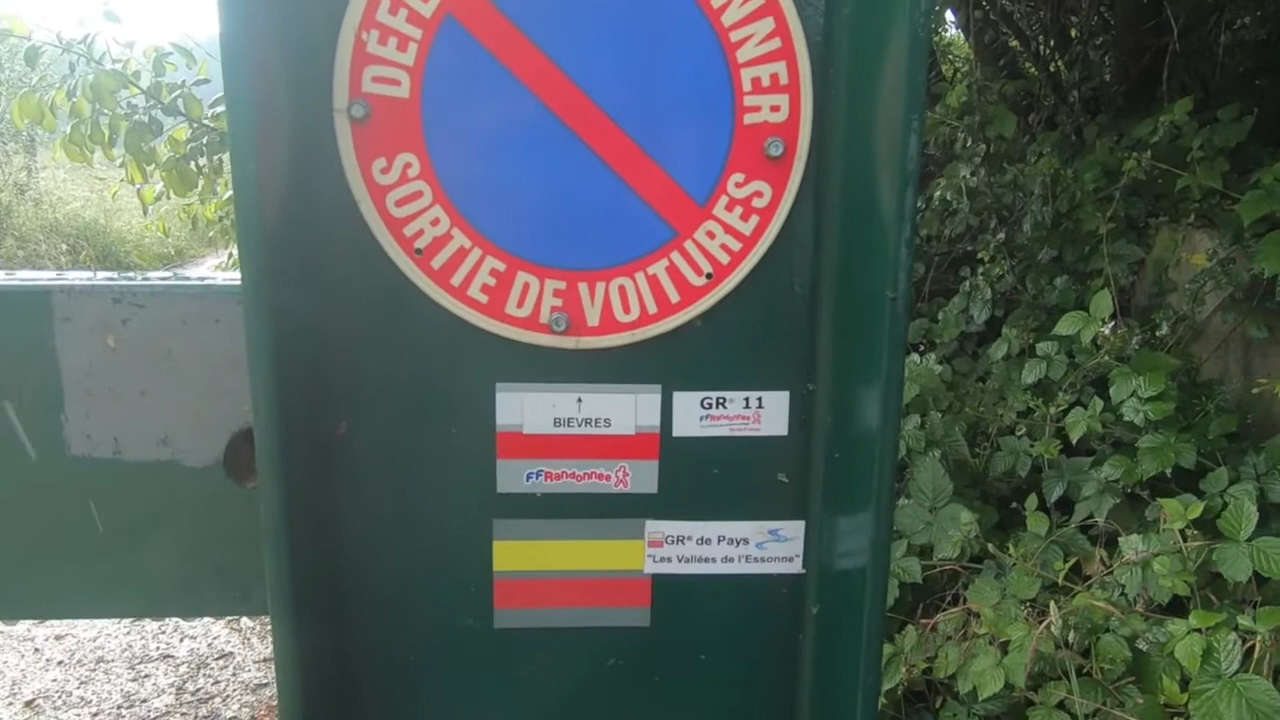 DÉFE
NNER
SORTIE DE VOITURES
BIEVRES
FFRandonnée
GR® 11
FFRandonnée
GR® de Pays
"Les Vallées de l'Essonne"